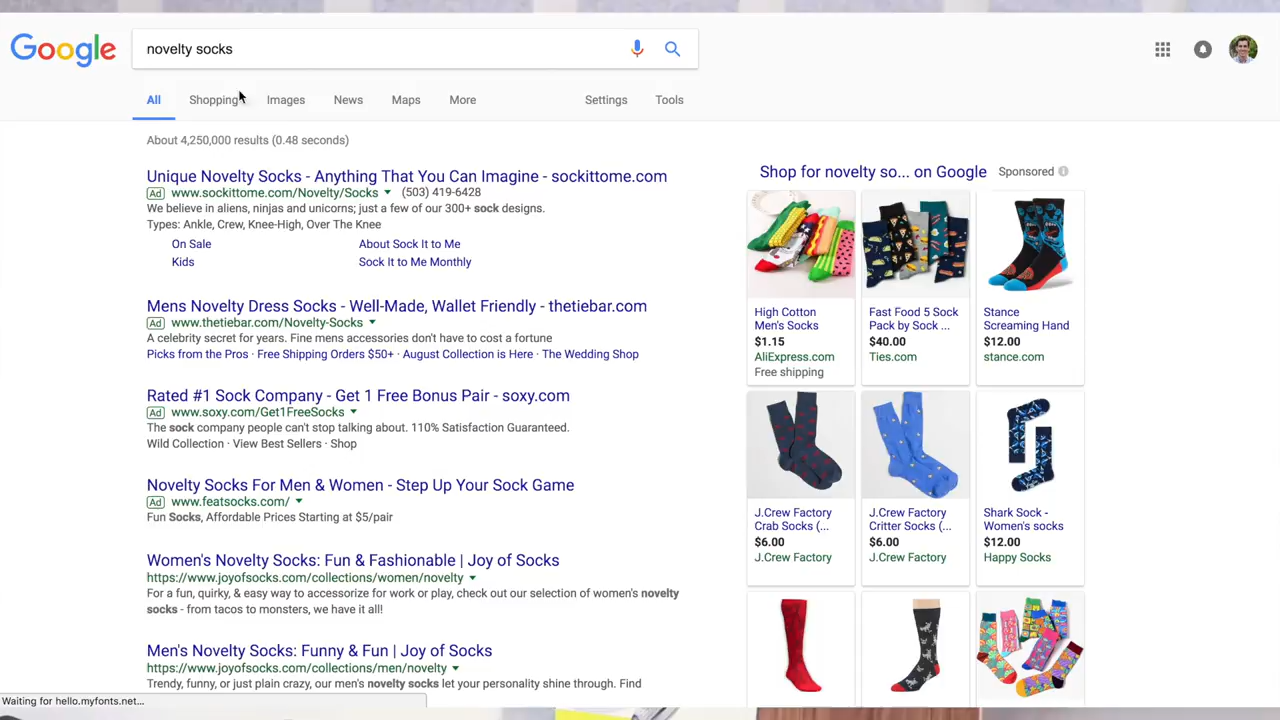 Google
novelty socks
All Shopping Images News Maps More Settings Tools
About 4,250,000 results (0.48 seconds)
Unique Novelty Socks - Anything That You Can Imagine - sockittome.com
Ad www.sockittome.com/Novelty/Socks (503) 419-6428
We believe in aliens, ninjas and unicorns; just a few of our 300+ sock designs.
Types: Ankle, Crew, Knee-High, Over The Knee
On Sale About Sock It to Me
Kids Sock It to Me Monthly
Mens Novelty Dress Socks - Well-Made, Wallet Friendly - thetiebar.com
Ad www.thetiebar.com/Novelty-Socks
A celebrity secret for years. Fine mens accessories don't have to cost a fortune
Picks from the Pros · Free Shipping Orders $50+ · August Collection is Here · The Wedding Shop
Rated #1 Sock Company - Get 1 Free Bonus Pair - soxy.com
Ad www.soxy.com/Get1FreeSocks
The sock company people can't stop talking about. 110% Satisfaction Guaranteed.
Wild Collection · View Best Sellers · Shop
Novelty Socks For Men & Women - Step Up Your Sock Game
Ad www.featsocks.com/
Fun Socks, Affordable Prices Starting at $5/pair
Women's Novelty Socks: Fun & Fashionable | Joy of Socks
https://www.joyofsocks.com/collections/women/novelty
For a fun, quirky, & easy way to accessorize for work or play, check out our selection of women's novelty
socks - from tacos to monsters, we have it all!
Men's Novelty Socks: Funny & Fun | Joy of Socks
https://www.joyofsocks.com/collections/men/novelty
Trendy, funny, or just plain crazy, our men's novelty socks let your personality shine through. Find
Waiting for hello.myfonts.net...
Shop for novelty so... on Google Sponsored
High Cotton
Men's Socks
$1.15
AliExpress.com
Free shipping
Fast Food 5 Sock
Pack by Sock ...
$40.00
Ties.com
Stance
Screaming Hand
$12.00
stance.com
J.Crew Factory
Crab Socks (...
$6.00
J.Crew Factory
J.Crew Factory
Critter Socks (...
$6.00
J.Crew Factory
Shark Sock -
Women's socks
$12.00
Happy Socks